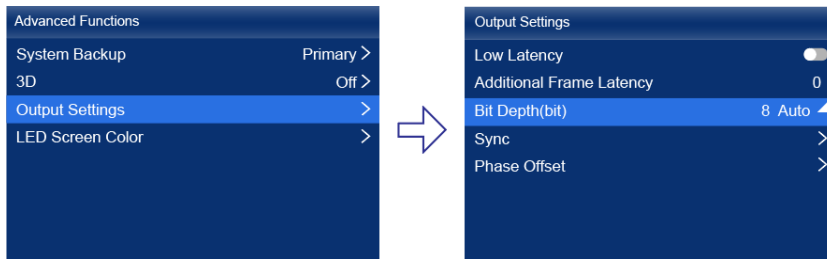 Advanced Functions
System Backup Primary >
3D Off >
Output Settings >
LED Screen Color >
Output Settings
Low Latency
Additional Frame Latency 0
Bit Depth(bit) 8 Auto
Sync >
Phase Offset >